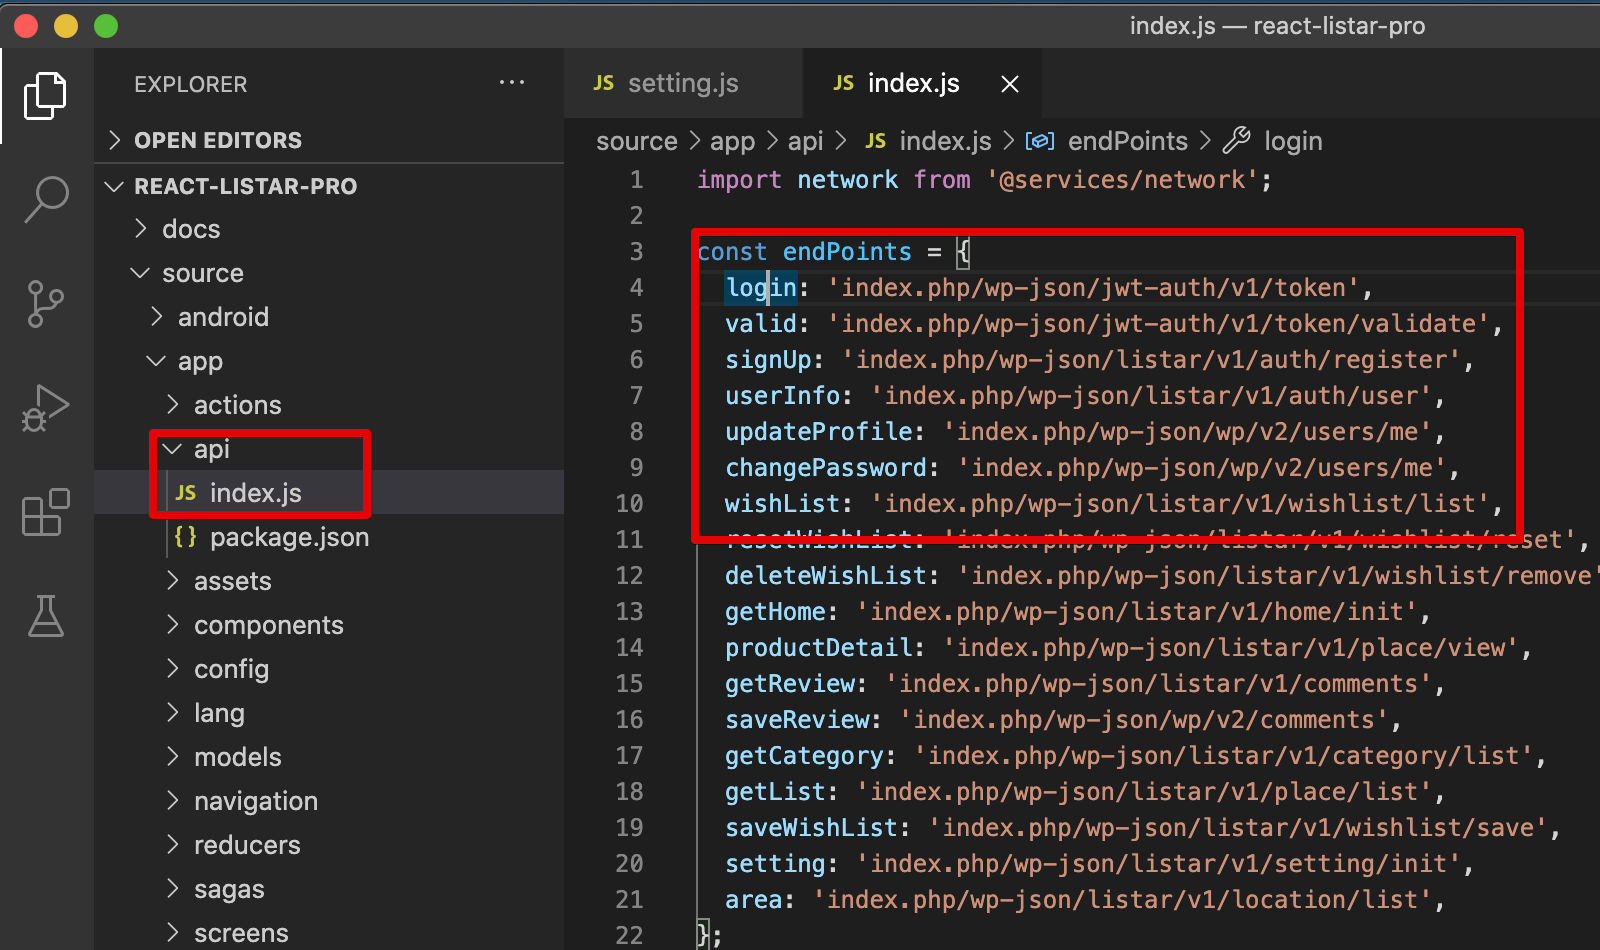 index.js — react-listar-pro
EXPLORER
···
JS setting.js
JS index.js
OPEN EDITORS
REACT-LISTAR-PRO
docs
source
android
app
actions
api
JS index.js
{} package.json
assets
components
config
lang
models
navigation
reducers
sagas
screens
source > app > api > JS index.js > endPoints > login
1 import network from '@services/network';
2
3 const endPoints = {
4 login: 'index.php/wp-json/jwt-auth/v1/token',
5 valid: 'index.php/wp-json/jwt-auth/v1/token/validate',
6 signUp: 'index.php/wp-json/listar/v1/auth/register',
7 userInfo: 'index.php/wp-json/listar/v1/auth/user',
8 updateProfile: 'index.php/wp-json/wp/v2/users/me',
9 changePassword: 'index.php/wp-json/wp/v2/users/me',
10 wishList: 'index.php/wp-json/listar/v1/wishlist/list',
11 resetWishList: 'index.php/wp-json/listar/v1/wishlist/reset',
12 deleteWishList: 'index.php/wp-json/listar/v1/wishlist/remove'
13 getHome: 'index.php/wp-json/listar/v1/home/init',
14 productDetail: 'index.php/wp-json/listar/v1/place/view',
15 getReview: 'index.php/wp-json/listar/v1/comments',
16 saveReview: 'index.php/wp-json/wp/v2/comments',
17 getCategory: 'index.php/wp-json/listar/v1/category/list',
18 getList: 'index.php/wp-json/listar/v1/place/list',
19 saveWishList: 'index.php/wp-json/listar/v1/wishlist/save',
20 setting: 'index.php/wp-json/listar/v1/setting/init',
21 area: 'index.php/wp-json/listar/v1/location/list',
22 };